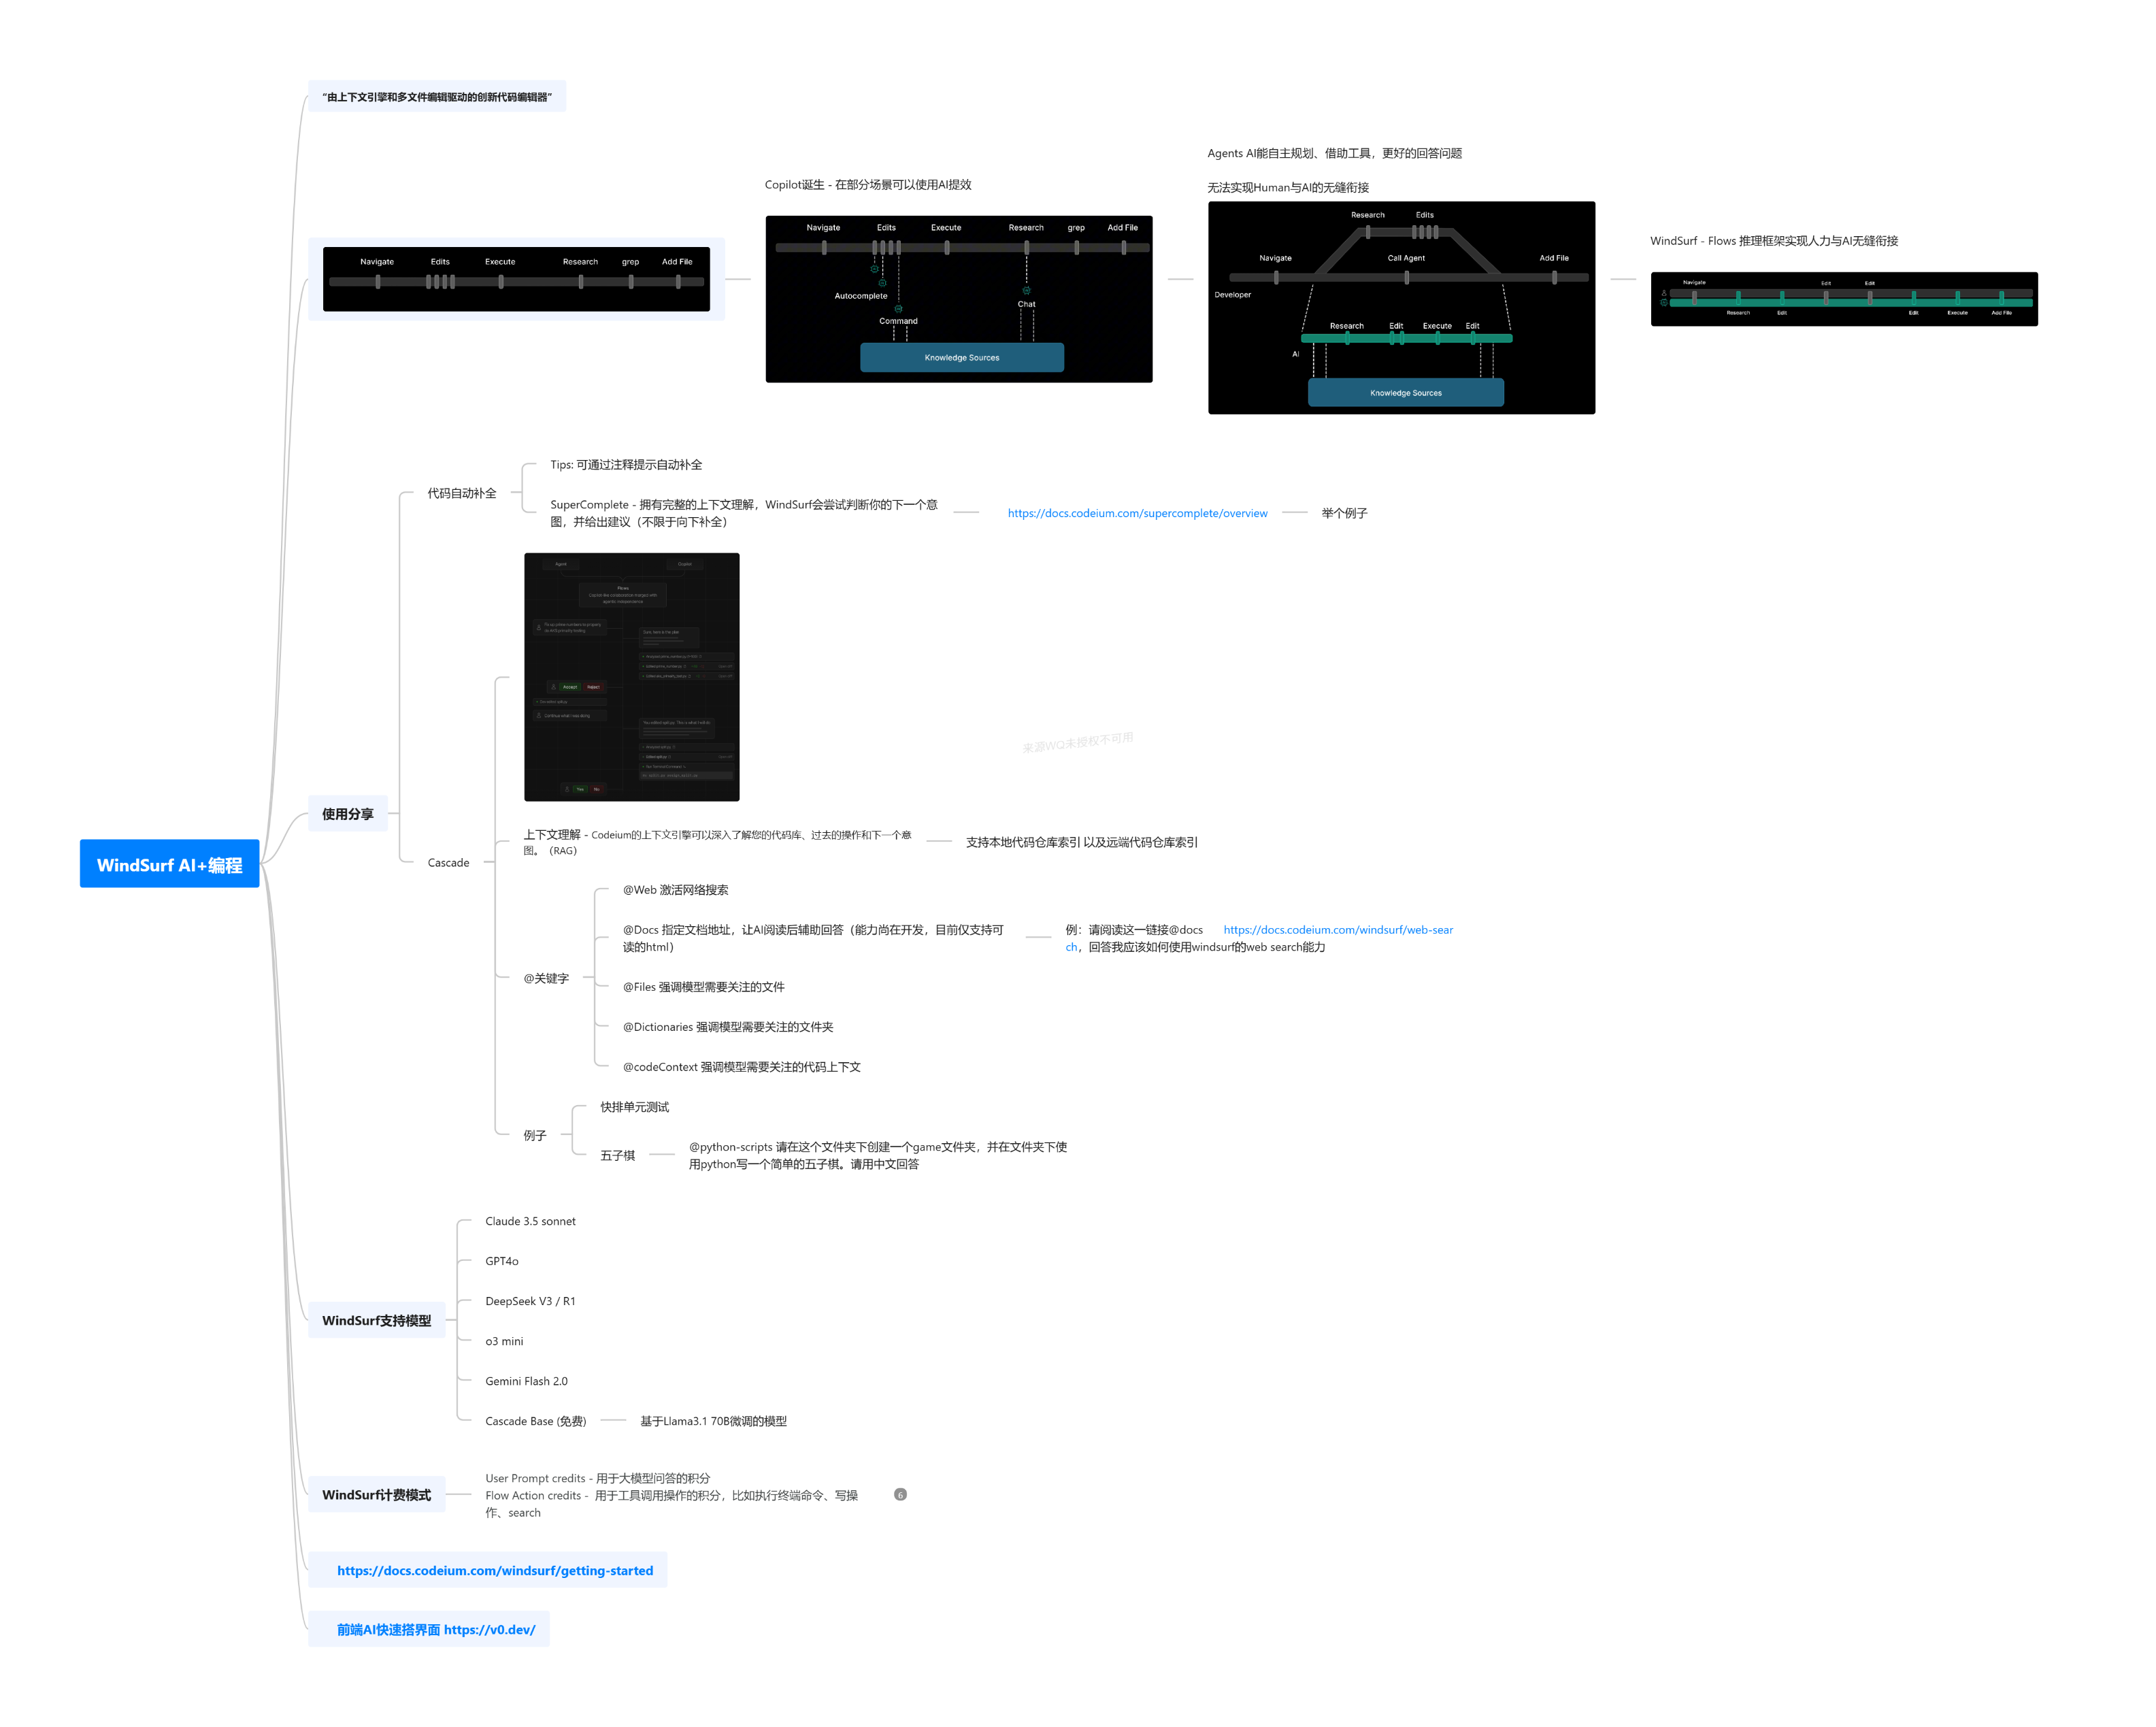 “由上下文引擎和多文件编辑驱动的创新代码编辑器”
Navigate Edits Execute Research grep Add File
Copilot诞生 - 在部分场景可以使用AI提效
Navigate Edits Execute Research grep Add File
Autocomplete
Command
Chat
Knowledge Sources
Agents AI能自主规划、借助工具，更好的回答问题
无法实现Human与AI的无缝衔接
Research Edits
Navigate Call Agent Add File
Developer
Research Edit Execute Edit
AI
Knowledge Sources
WindSurf - Flows 推理框架实现人力与AI无缝衔接
Navigate Edit Edit
Research Edit Edit Execute Add File
WindSurf AI+编程
使用分享
代码自动补全
Tips: 可通过注释提示自动补全
SuperComplete - 拥有完整的上下文理解，WindSurf会尝试判断你的下一个意
图，并给出建议（不限于向下补全）
https://docs.codeium.com/supercomplete/overview
举个例子
Cascade
Agent Copilot
Flows
Copilot-like collaboration merged with
agentic independence
Accept Reject
Continue what I was doing
Yes No
来源WQ未授权不可用
上下文理解 - Codeium的上下文引擎可以深入了解您的代码库、过去的操作和下一个意
图。（RAG）
支持本地代码仓库索引 以及远端代码仓库索引
@关键字
@Web 激活网络搜索
@Docs 指定文档地址，让AI阅读后辅助回答（能力尚在开发，目前仅支持可
读的html）
例：请阅读这一链接@docs https://docs.codeium.com/windsurf/web-sear
ch，回答我应该如何使用windsurf的web search能力
@Files 强调模型需要关注的文件
@Dictionaries 强调模型需要关注的文件夹
@codeContext 强调模型需要关注的代码上下文
例子
快排单元测试
五子棋
@python-scripts 请在这个文件夹下创建一个game文件夹，并在文件夹下使
用python写一个简单的五子棋。请用中文回答
WindSurf支持模型
Claude 3.5 sonnet
GPT4o
DeepSeek V3 / R1
o3 mini
Gemini Flash 2.0
Cascade Base (免费)
基于Llama3.1 70B微调的模型
WindSurf计费模式
User Prompt credits - 用于大模型问答的积分
Flow Action credits - 用于工具调用操作的积分，比如执行终端命令、写操
作、search
6
https://docs.codeium.com/windsurf/getting-started
前端AI快速搭界面 https://v0.dev/